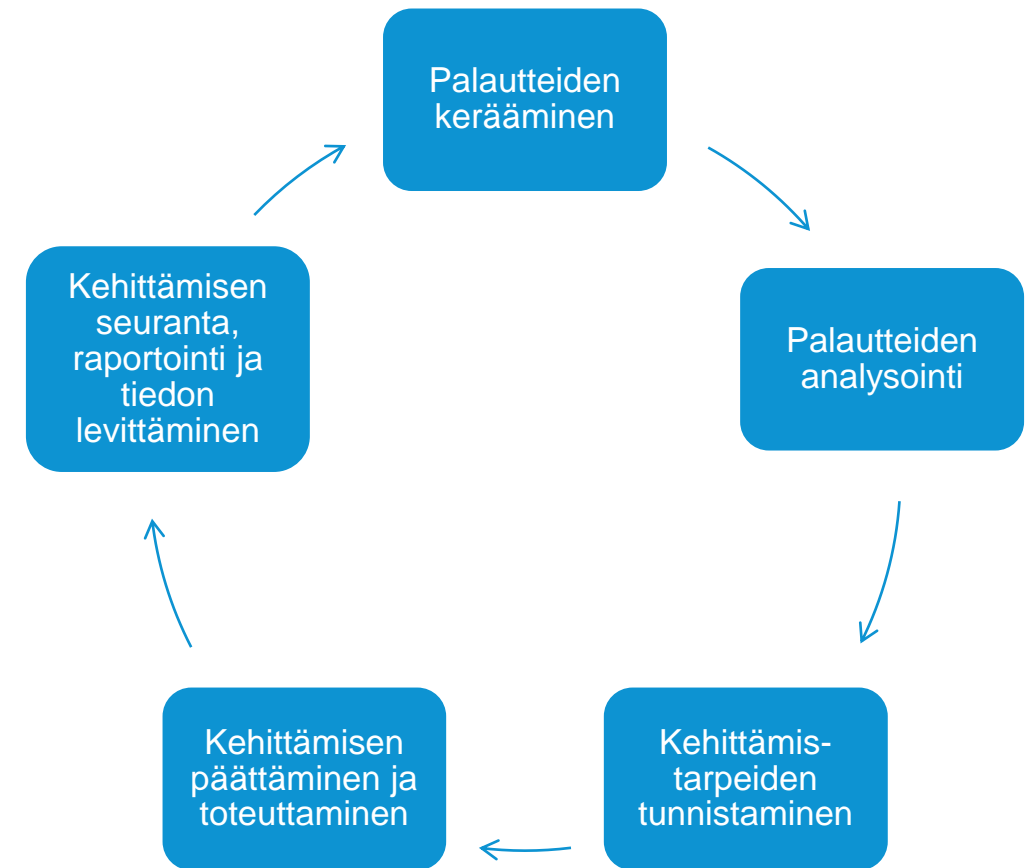 Palautteiden
kerääminen
Palautteiden
analysointi
Kehittämis-
tarpeiden
tunnistaminen
Kehittämisen
päättäminen ja
toteuttaminen
Kehittämisen
seuranta,
raportointi ja
tiedon
levittäminen